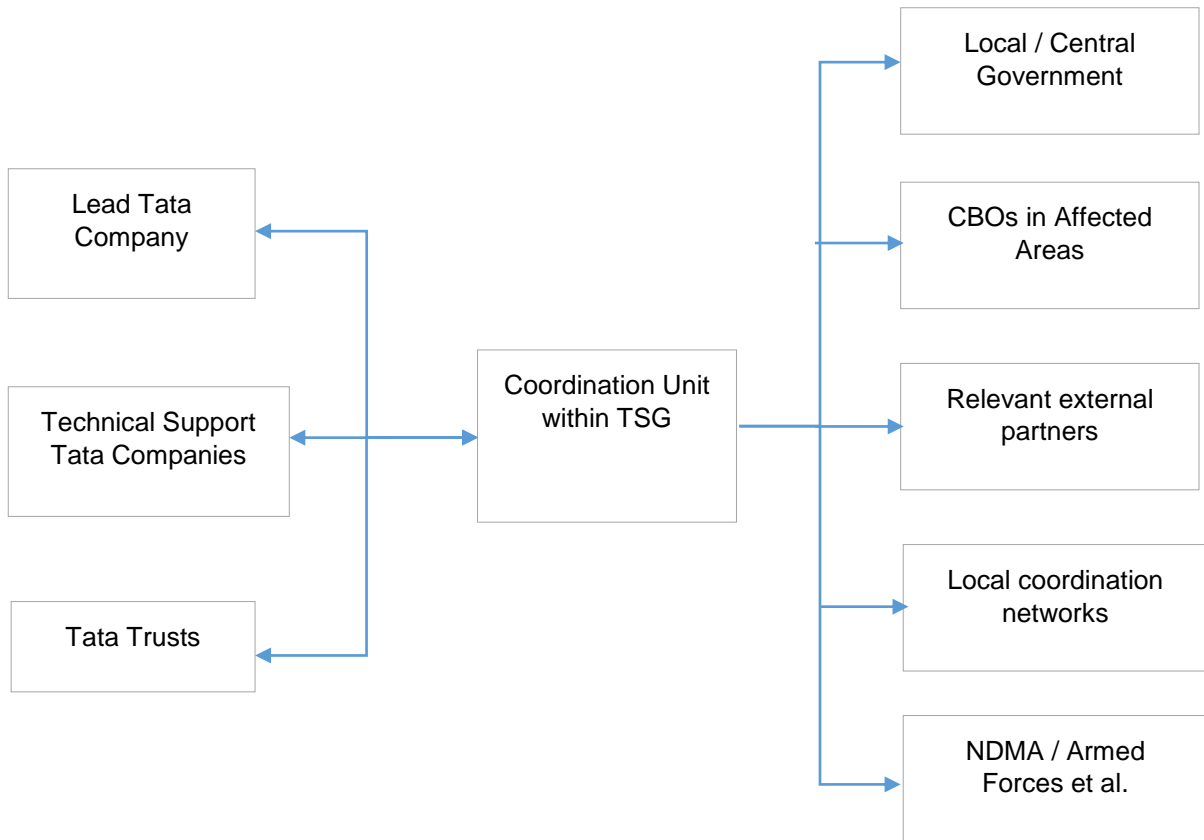 Lead Tata
Company
Technical Support
Tata Companies
Tata Trusts
Coordination Unit
within TSG
Local / Central
Government
CBOs in Affected
Areas
Relevant external
partners
Local coordination
networks
NDMA / Armed
Forces et al.